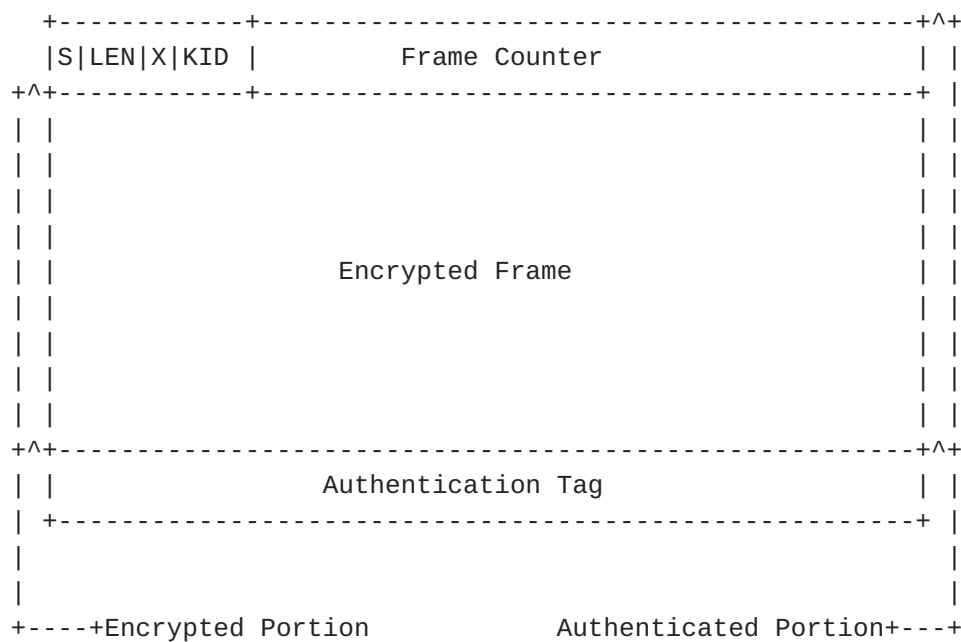 S|LEN|X|KID | Frame Counter
Encrypted Frame
Authentication Tag
Encrypted Portion Authenticated Portion